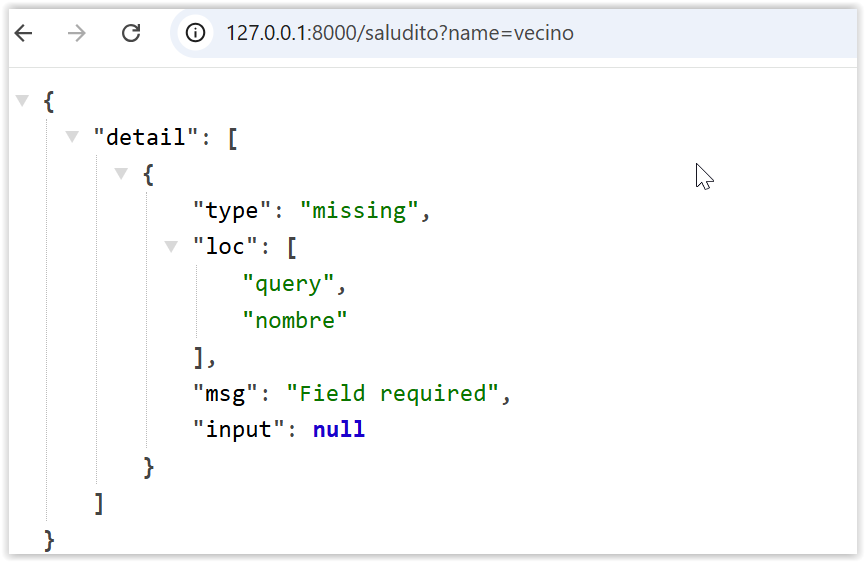 127.0.0.1:8000/saludito?name=vecino
{
"detail": [
{
"type": "missing",
"loc": [
"query",
"nombre"
],
"msg": "Field required",
"input": null
}
]
}